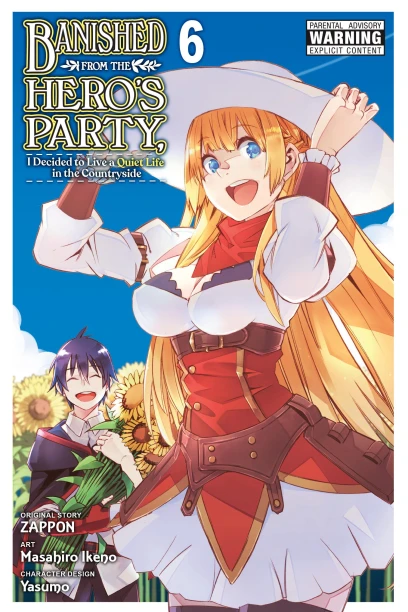 BANISHED
FROM THE
HERO'S
PARTY,
I Decided to Live a Quiet Life
in the Countryside
6
PARENTAL ADVISORY
WARNING
EXPLICIT CONTENT
ORIGINAL STORY
ZAPPON
ART
Masahiro Ikeno
CHARACTER DESIGN
Yasumo